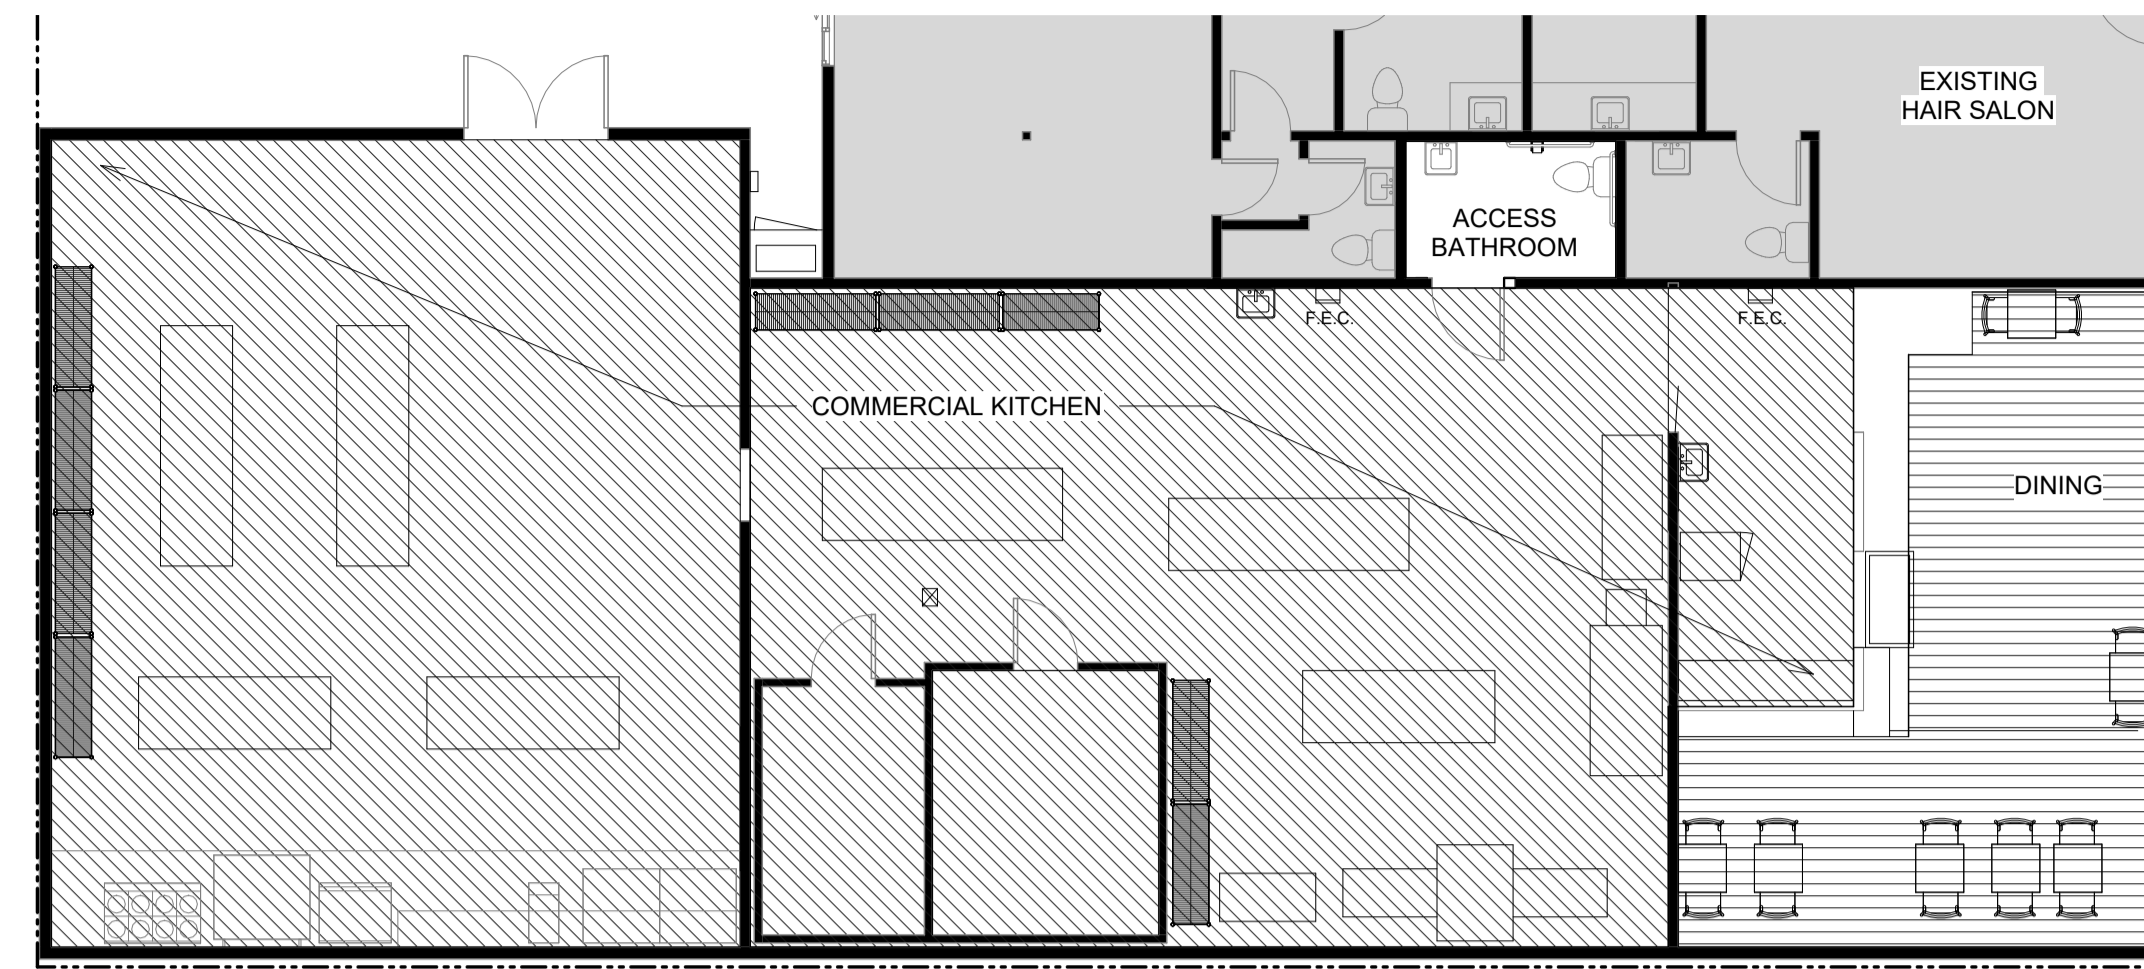 EXISTING
HAIR SALON
ACCESS
BATHROOM
F.E.C.
F.E.C.
COMMERCIAL KITCHEN
DINING